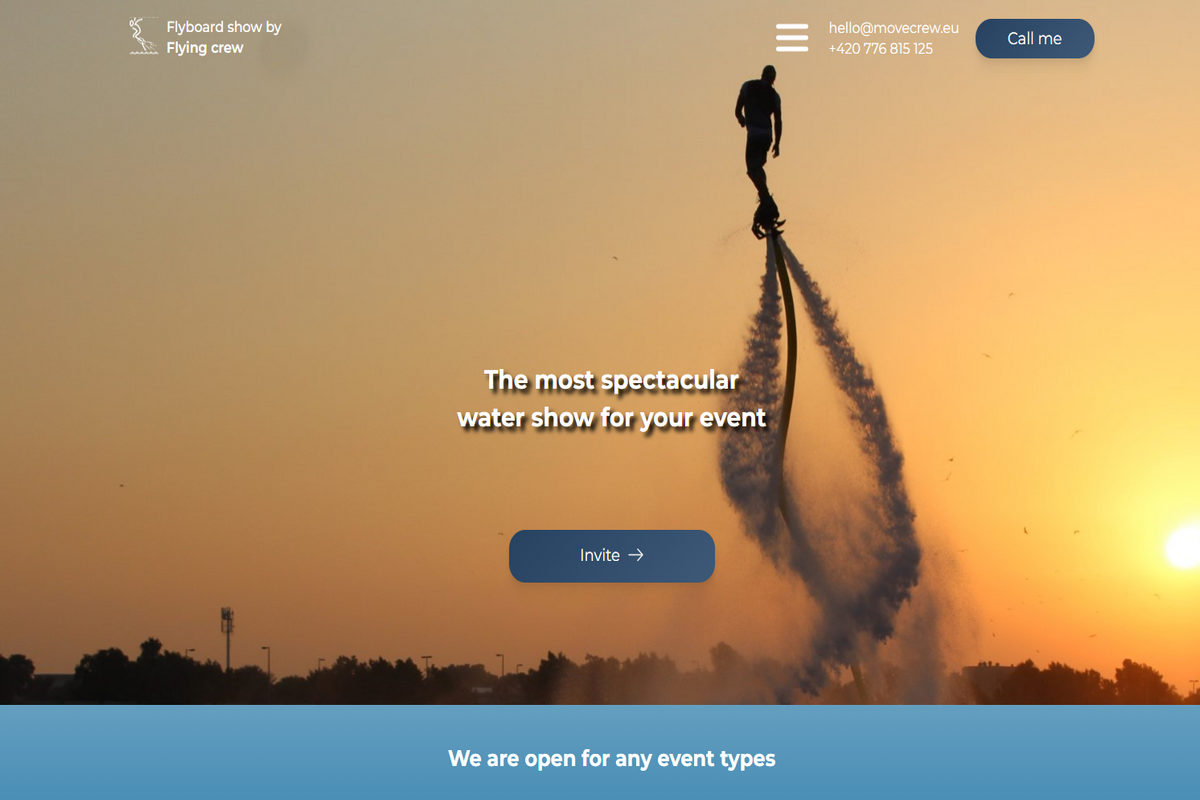 Flyboard show by
Flying crew
hello@movecrew.eu
+420 776 815 125
Call me
The most spectacular
water show for your event
Invite →
We are open for any event types